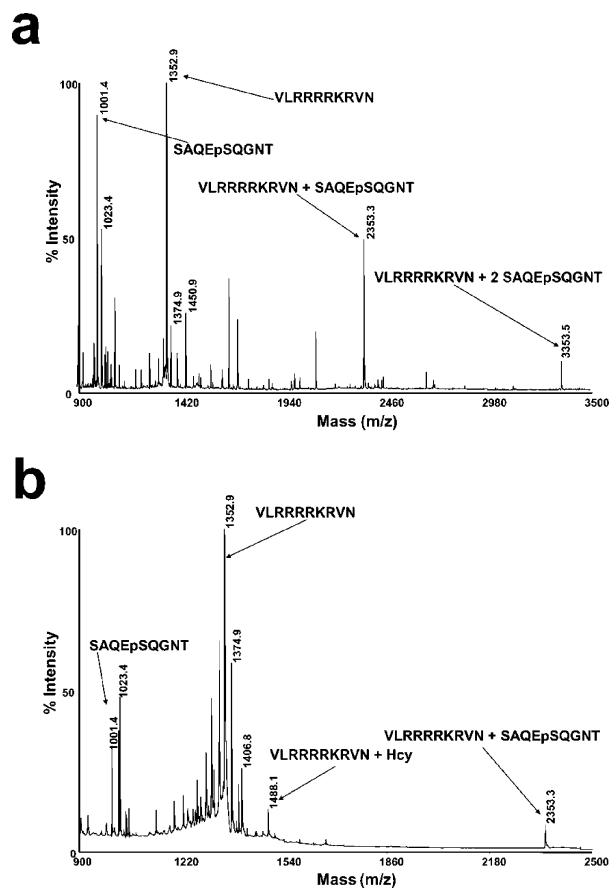 a
1352.9
VLRRRRKRVN
1001.4
SAQEpSQGNT
VLRRRRKRVN + SAQEpSQGNT
1023.4
2353.3
VLRRRRKRVN + 2 SAQEpSQGNT
1374.9
1450.9
3353.5
% Intensity
100
50
0
900
1420
1940
2460
2980
3500
Mass (m/z)
b
1352.9
VLRRRRKRVN
SAQEpSQGNT
1023.4
1001.4
1374.9
1406.8
VLRRRRKRVN + SAQEpSQGNT
VLRRRRKRVN + Hcy
1488.1
2353.3
% Intensity
100
50
0
900
1220
1540
1860
2180
2500
Mass (m/z)